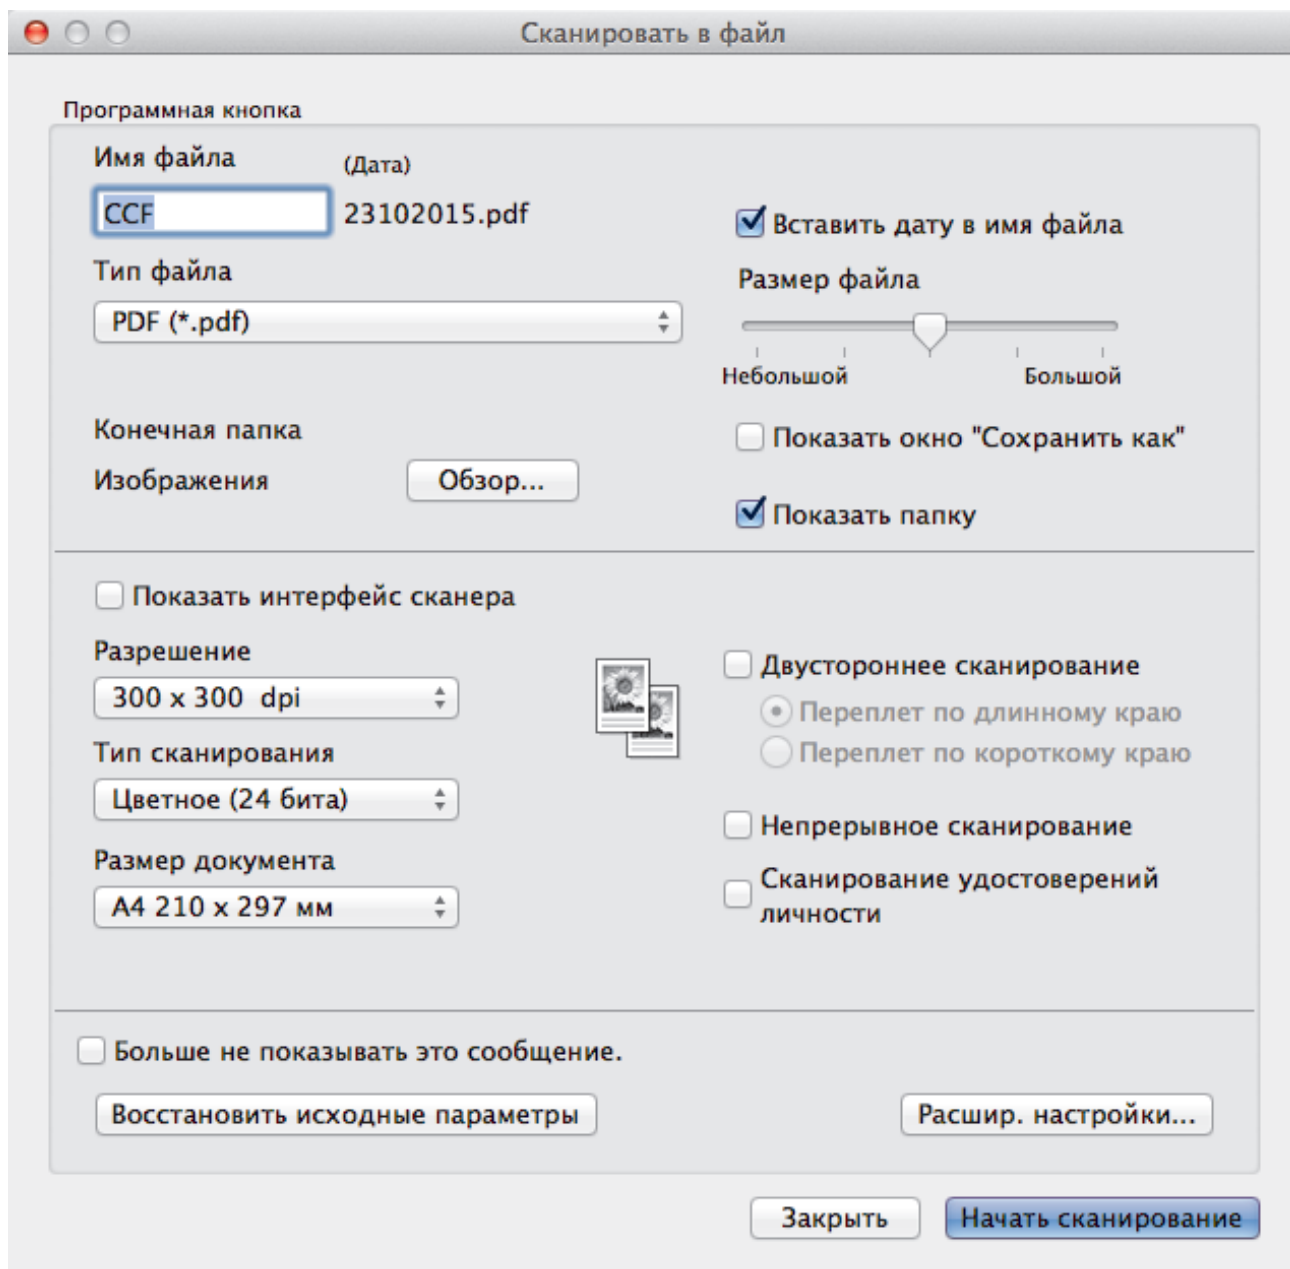 Сканировать в файл
Программная кнопка
Имя файла (Дата)
CCF 23102015.pdf
Вставить дату в имя файла
Тип файла
Размер файла
PDF (*.pdf)
Небольшой Большой
Конечная папка
Показать окно "Сохранить как"
Изображения Обзор...
Показать папку
Показать интерфейс сканера
Разрешение
Двустороннее сканирование
300 x 300 dpi
Переплет по длинному краю
Тип сканирования
Переплет по короткому краю
Цветное (24 бита)
Непрерывное сканирование
Размер документа
Сканирование удостоверений
личности
A4 210 x 297 мм
Больше не показывать это сообщение.
Восстановить исходные параметры Расшир. настройки...
Закрыть Начать сканирование